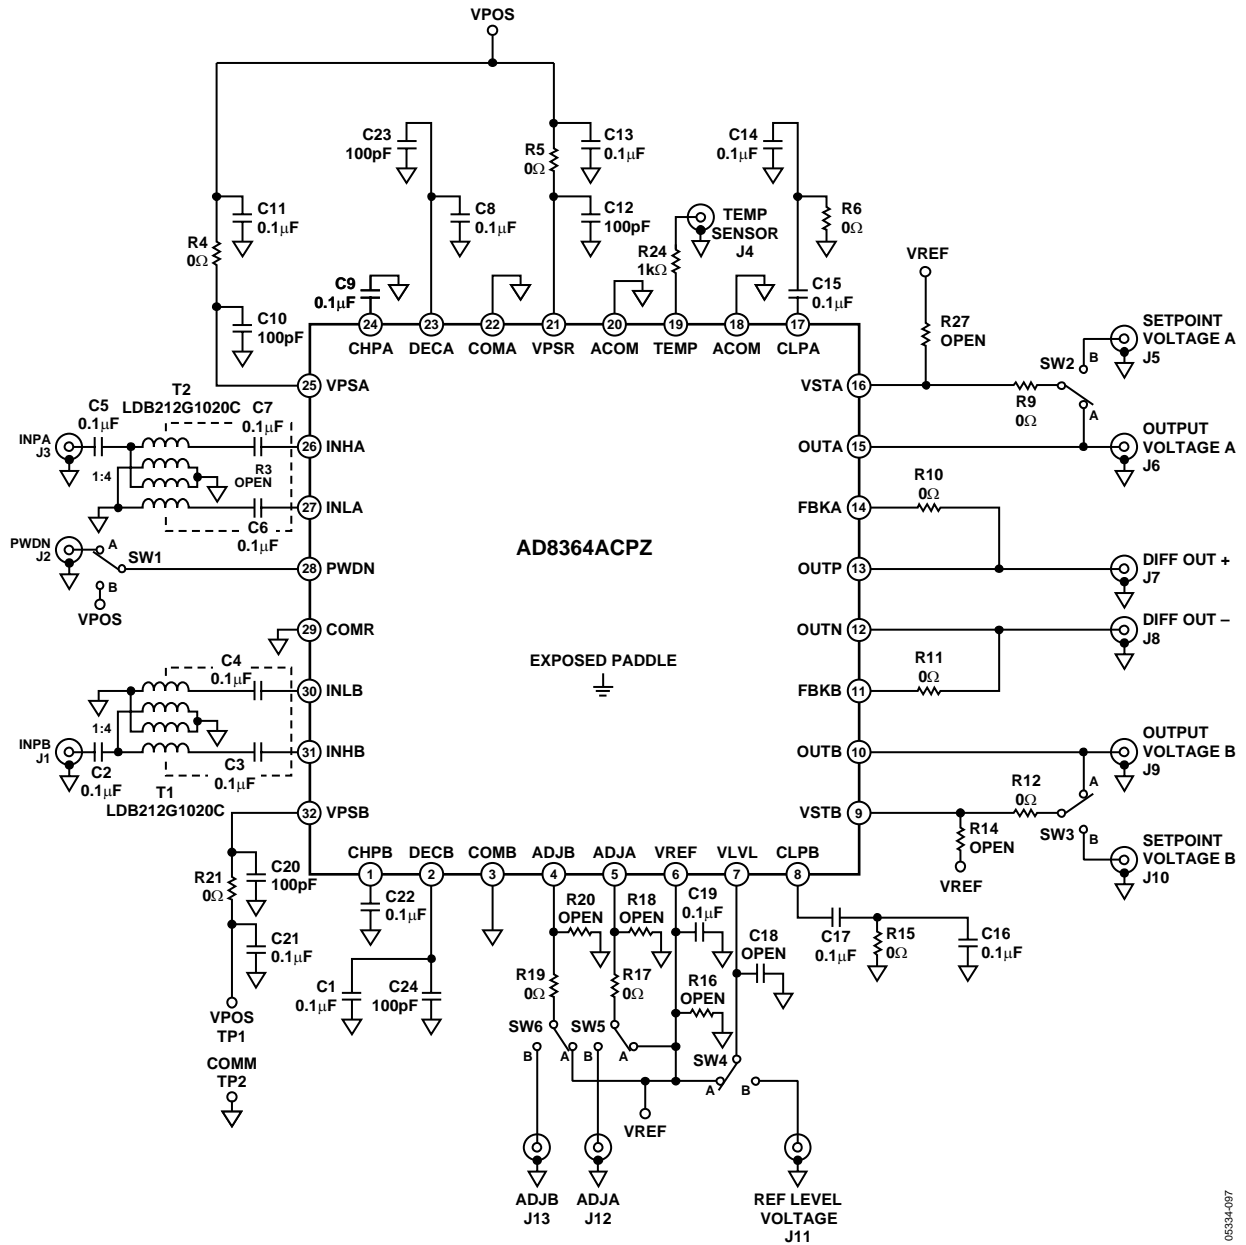 VPOS
C23
100pF
R5
0Ω
C13
0.1µF
C14
0.1µF
C11
0.1µF
C8
0.1µF
C12
100pF
TEMP
SENSOR
J4
R6
0Ω
R4
0Ω
R24
1kΩ
VREF
C9
0.1µF
C15
0.1µF
C10
100pF
R27
OPEN
SETPOINT
VOLTAGE A
J5
SW2
B
A
24
23
22
21
20
19
18
17
CHPA
DECA
COMA
VPSR
ACOM
TEMP
ACOM
CLPA
T2
LDB212G1020C
25
VPSA
VSTA
16
R9
0Ω
C5
0.1µF
C7
0.1µF
INPA
J3
26
INHA
OUTA
15
OUTPUT
VOLTAGE A
J6
1:4
R3
OPEN
R10
0Ω
27
INLA
FBKA
14
C6
0.1µF
AD8364ACPZ
PWDN
J2
A
SW1
B
VPOS
28
PWDN
OUTP
13
DIFF OUT +
J7
29
COMR
OUTN
12
DIFF OUT –
J8
C4
0.1µF
EXPOSED PADDLE
R11
0Ω
30
INLB
FBKB
11
1:4
INPB
J1
31
INHB
OUTB
10
OUTPUT
VOLTAGE B
J9
C2
0.1µF
C3
0.1µF
T1
LDB212G1020C
R12
0Ω
A
SW3
B
32
VPSB
VSTB
9
R14
OPEN
VREF
SETPOINT
VOLTAGE B
J10
CHPB
DECB
COMB
ADJB
ADJA
VREF
VLVL
CLPB
1
2
3
4
5
6
7
8
R21
0Ω
C20
100pF
C22
0.1µF
R20
OPEN
R18
OPEN
C19
0.1µF
C18
OPEN
C17
0.1µF
R15
0Ω
C16
0.1µF
C21
0.1µF
C1
0.1µF
C24
100pF
R19
0Ω
R17
0Ω
R16
OPEN
VPOS
TP1
SW6
B
A
SW5
B
A
SW4
A
B
COMM
TP2
VREF
ADJB
J13
ADJA
J12
REF LEVEL
VOLTAGE
J11
05334-097